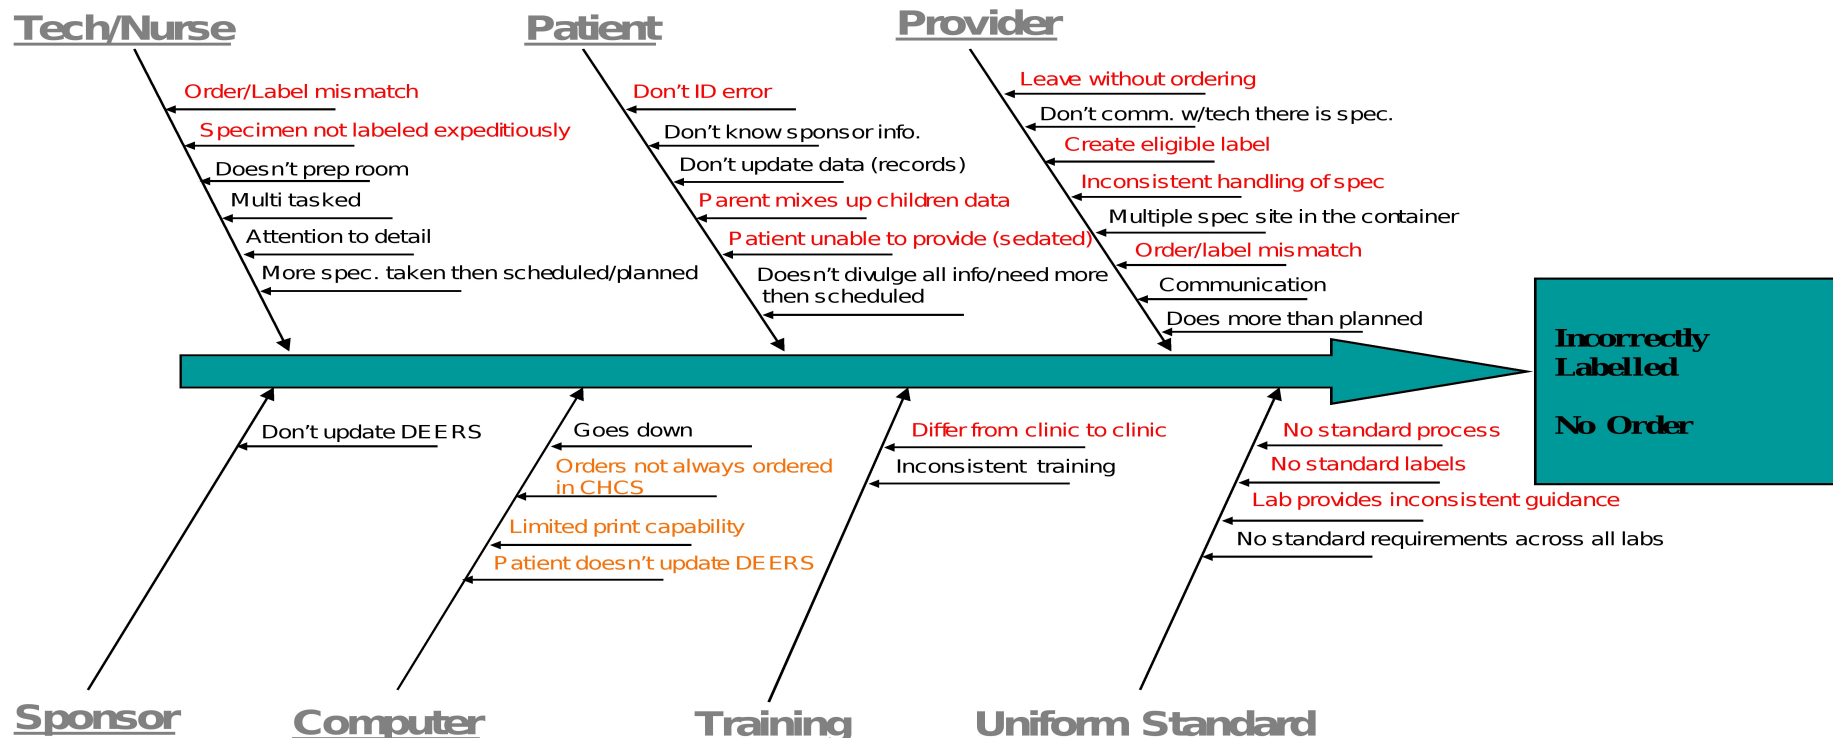 Tech/Nurse
Order/Label mismatch
Specimen not labeled expeditiously
Doesn't prep room
Multi tasked
Attention to detail
More spec. taken then scheduled/planned
Patient
Don't ID error
Don't know sponsor info.
Don't update data (records)
Parent mixes up children data
Patient unable to provide (sedated)
Doesn't divulge all info/need more
then scheduled
Provider
Leave without ordering
Don't comm. w/tech there is spec.
Create eligible label
Inconsistent handling of spec
Multiple spec site in the container
Order/label mismatch
Communication
Does more than planned
Incorrectly
Labelled
No Order
Don't update DEERS
Sponsor
Goes down
Orders not always ordered
in CHCS
Limited print capability
Patient doesn't update DEERS
Computer
Differ from clinic to clinic
Inconsistent training
Training
No standard process
No standard labels
Lab provides inconsistent guidance
No standard requirements across all labs
Uniform Standard